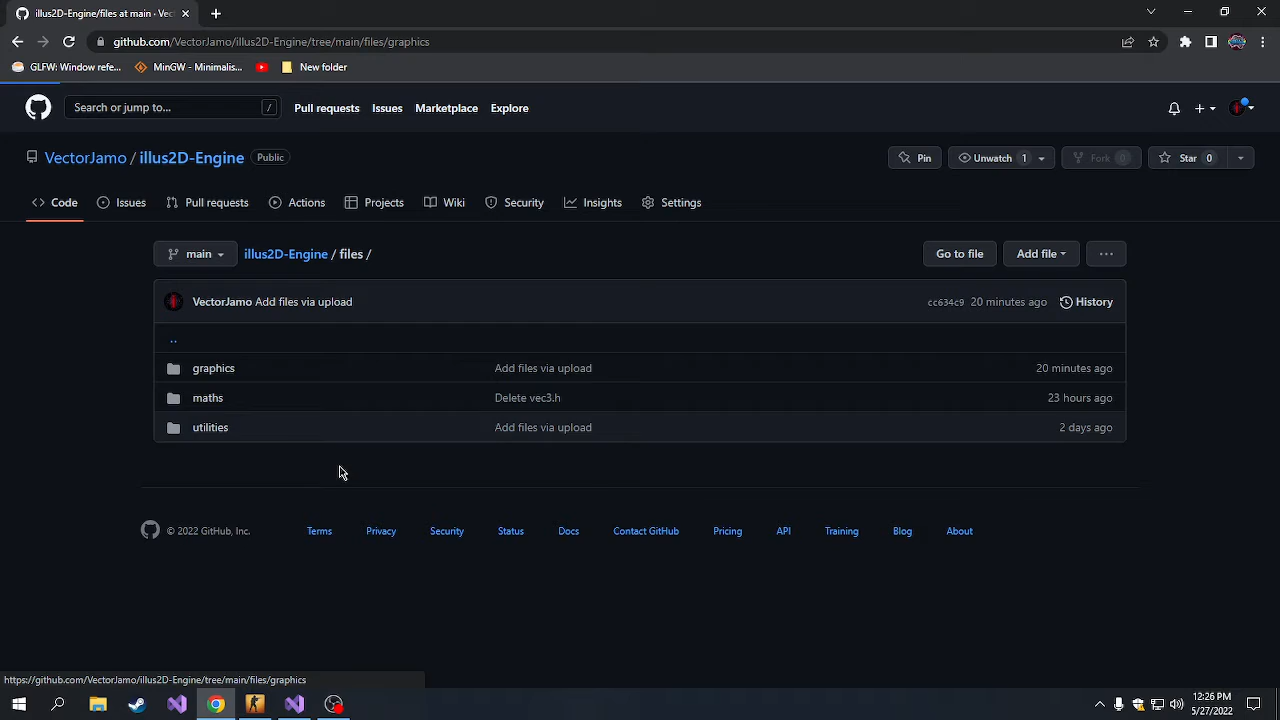 illus2D-Engine/files at main · Vec
github.com/VectorJamo/illus2D-Engine/tree/main/files/graphics
GLFW: Window refe... MinGW - Minimalis... New folder
Search or jump to... / Pull requests Issues Marketplace Explore
VectorJamo / illus2D-Engine Public Pin Unwatch 1 Fork 0 Star 0
Code Issues Pull requests Actions Projects Wiki Security Insights Settings
main illus2D-Engine / files / Go to file Add file ...
VectorJamo Add files via upload cc634c9 20 minutes ago History
..
graphics Add files via upload 20 minutes ago
maths Delete vec3.h 23 hours ago
utilities Add files via upload 2 days ago
© 2022 GitHub, Inc. Terms Privacy Security Status Docs Contact GitHub Pricing API Training Blog About
https://github.com/VectorJamo/illus2D-Engine/tree/main/files/graphics
12:26 PM
5/27/2022